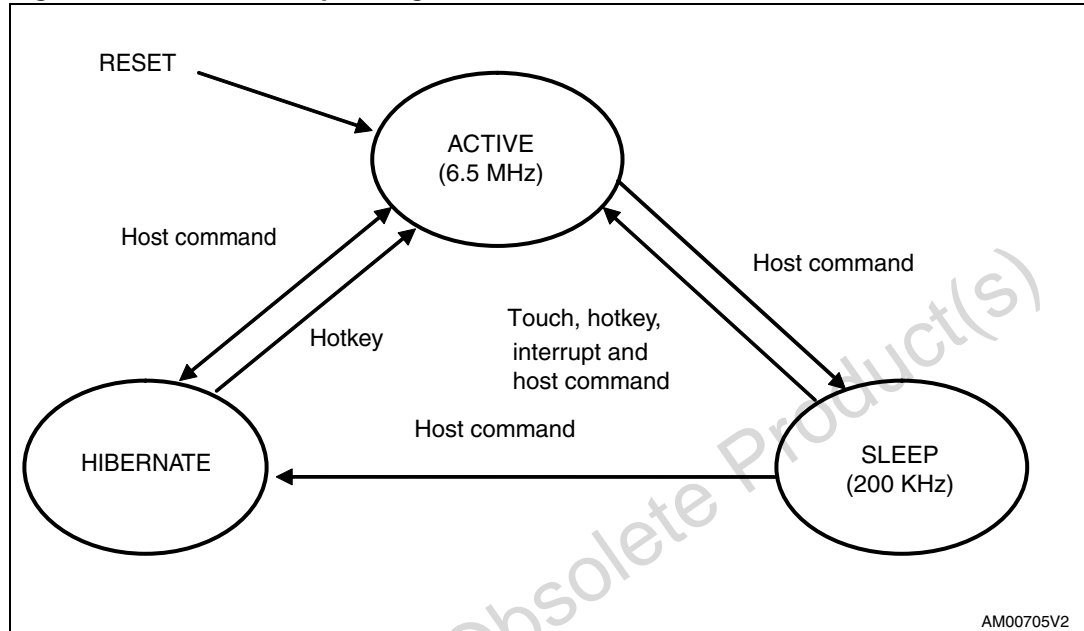 RESET
ACTIVE
(6.5 MHz)
Host command
Host command
Touch, hotkey,
interrupt and
host command
Hotkey
Host command
HIBERNATE
SLEEP
(200 KHz)
Obsolete Product(s)
AM00705V2